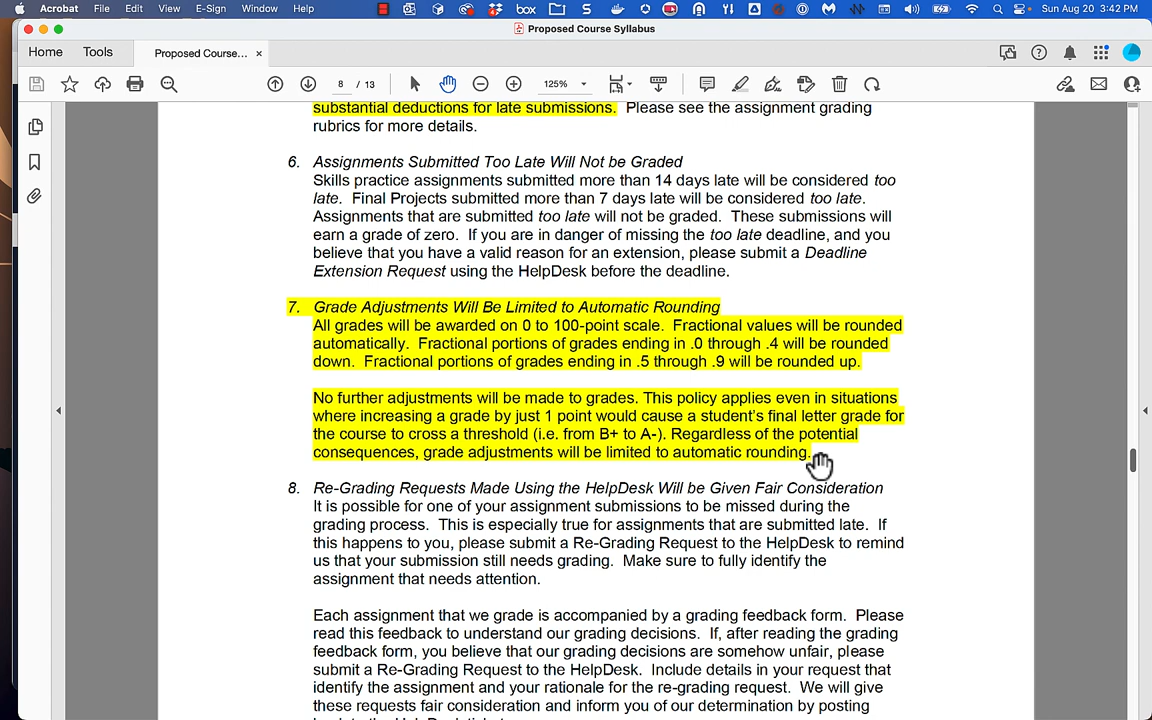 Acrobat File Edit View E-Sign Window Help box Sun Aug 20 3:42 PM
Proposed Course Syllabus
Home Tools Proposed Course... ×
8 / 13 125%
substantial deductions for late submissions. Please see the assignment grading
rubrics for more details.
6. Assignments Submitted Too Late Will Not be Graded
Skills practice assignments submitted more than 14 days late will be considered too
late. Final Projects submitted more than 7 days late will be considered too late.
Assignments that are submitted too late will not be graded. These submissions will
earn a grade of zero. If you are in danger of missing the too late deadline, and you
believe that you have a valid reason for an extension, please submit a Deadline
Extension Request using the HelpDesk before the deadline.
7. Grade Adjustments Will Be Limited to Automatic Rounding
All grades will be awarded on 0 to 100-point scale. Fractional values will be rounded
automatically. Fractional portions of grades ending in .0 through .4 will be rounded
down. Fractional portions of grades ending in .5 through .9 will be rounded up.
No further adjustments will be made to grades. This policy applies even in situations
where increasing a grade by just 1 point would cause a student's final letter grade for
the course to cross a threshold (i.e. from B+ to A-). Regardless of the potential
consequences, grade adjustments will be limited to automatic rounding.
8. Re-Grading Requests Made Using the HelpDesk Will be Given Fair Consideration
It is possible for one of your assignment submissions to be missed during the
grading process. This is especially true for assignments that are submitted late. If
this happens to you, please submit a Re-Grading Request to the HelpDesk to remind
us that your submission still needs grading. Make sure to fully identify the
assignment that needs attention.
Each assignment that we grade is accompanied by a grading feedback form. Please
read this feedback to understand our grading decisions. If, after reading the grading
feedback form, you believe that our grading decisions are somehow unfair, please
submit a Re-Grading Request to the HelpDesk. Include details in your request that
identify the assignment and your rationale for the re-grading request. We will give
these requests fair consideration and inform you of our determination by posting